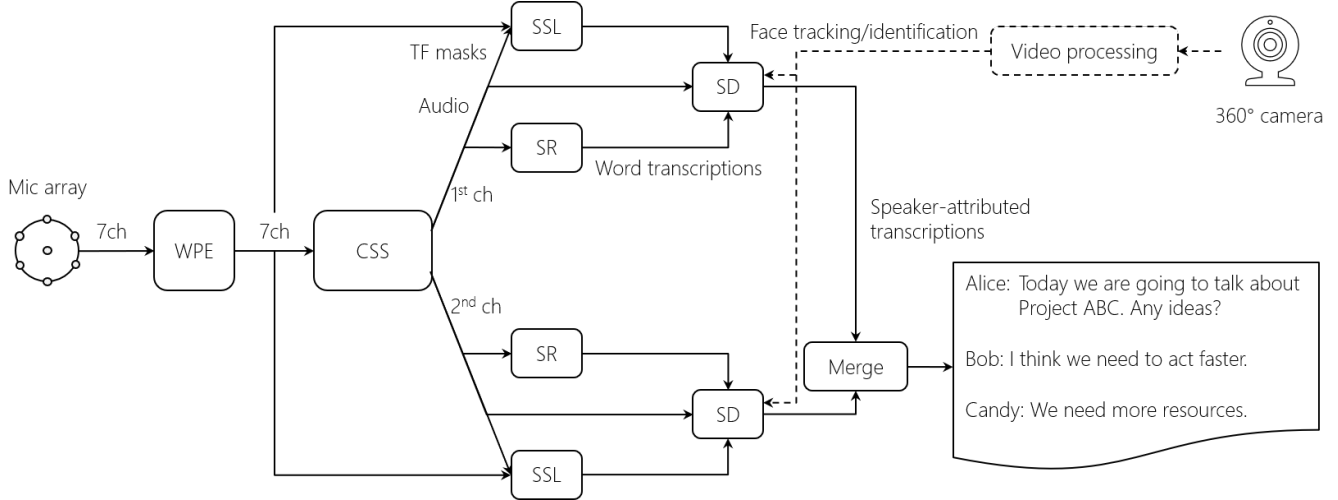 SSL
Face tracking/identification
TF masks
Video processing
SD
Audio
360° camera
SR
Word transcriptions
Mic array
1st ch
Speaker-attributed
transcriptions
7ch
WPE
7ch
CSS
Alice: Today we are going to talk about
Project ABC. Any ideas?
2nd ch
SR
Merge
Bob: I think we need to act faster.
SD
Candy: We need more resources.
SSL